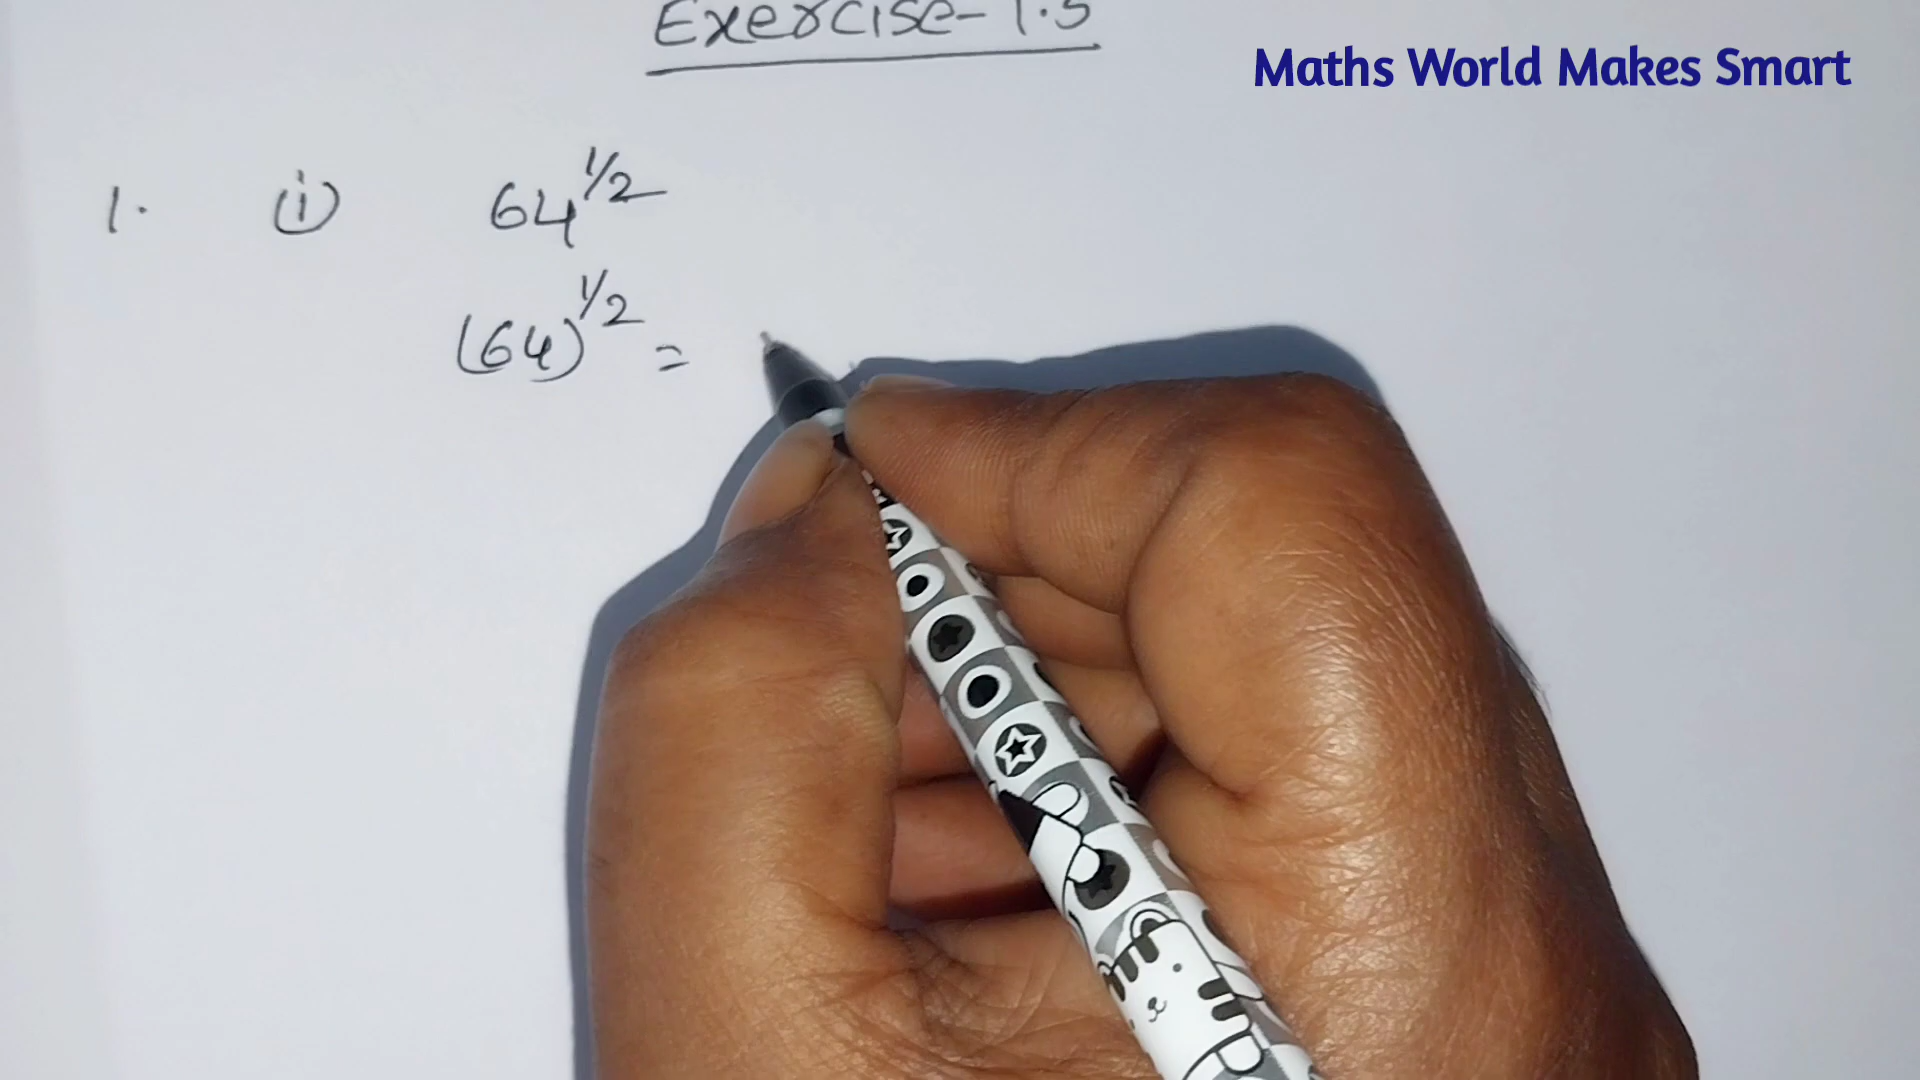 Exercise-1.5
Maths World Makes Smart
1. (i) 64^1/2
(64)^1/2 =